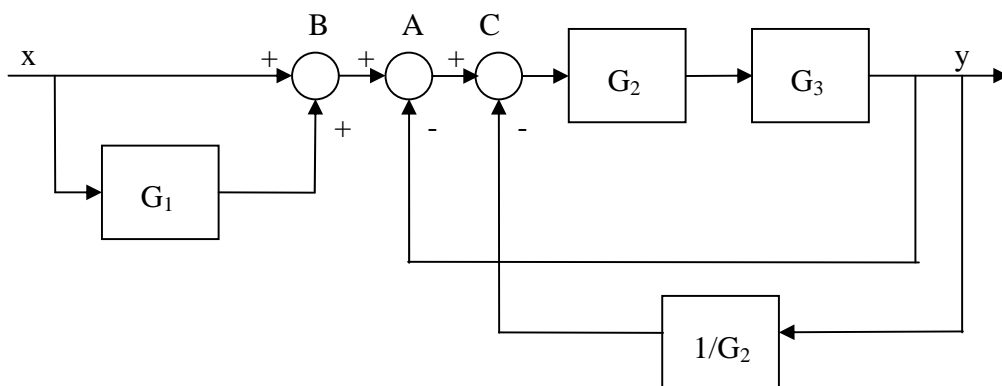 B A C
x + + + y
G₂ G₃
+ - -
G₁
1/G₂